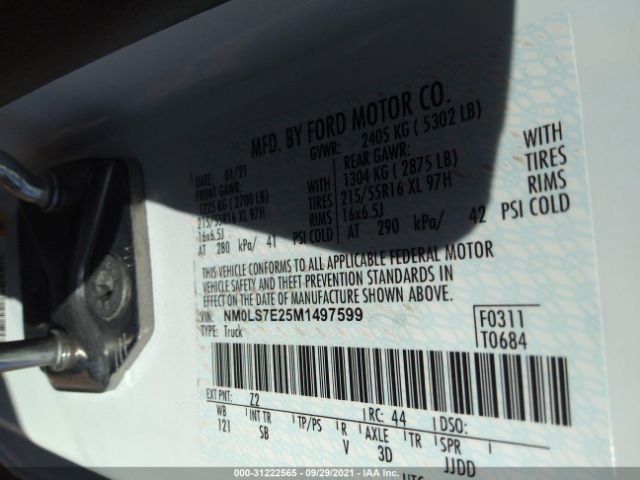 MFD. BY FORD MOTOR CO.
DATE: 01/21
GVWR: 2405 KG ( 5302 LB)
FRONT GAWR:
1225 KG ( 2700 LB)
WITH
215/55R16 XL 97H
TIRES
16x6.5J
RIMS
AT 280 kPa/ 41 PSI COLD
REAR GAWR:
1304 KG ( 2875 LB)
WITH
215/55R16 XL 97H
TIRES
16x6.5J
RIMS
AT 290 kPa/ 42 PSI COLD
THIS VEHICLE CONFORMS TO ALL APPLICABLE FEDERAL MOTOR
VEHICLE SAFETY AND THEFT PREVENTION STANDARDS IN
EFFECT ON THE DATE OF MANUFACTURE SHOWN ABOVE.
VIN: NM0LS7E25M1497599
TYPE: Truck
F0311
T0684
EXT PNT: Z2 RC: 44 DSO:
WB INT TR TP/PS R AXLE TR SPR
121 SB V 3D JJDD
UTC
000-31222565 - 09/29/2021 - IAA Inc.